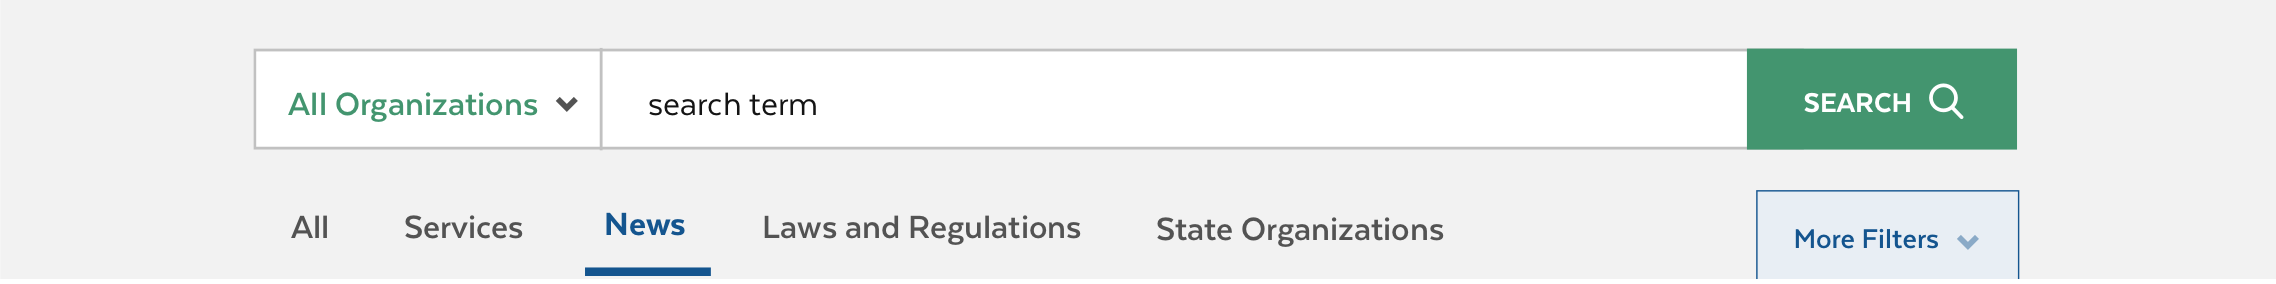 All Organizations search term SEARCH
All Services News Laws and Regulations State Organizations More Filters